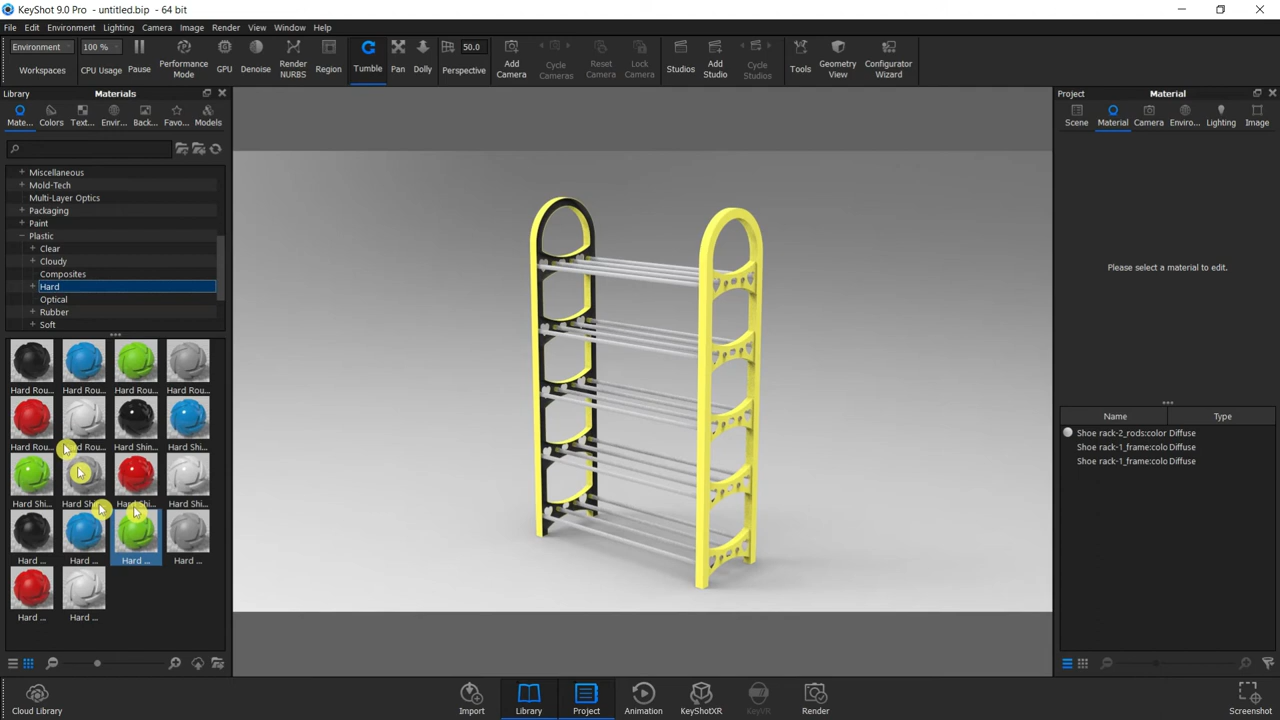 KeyShot 9.0 Pro - untitled.bip - 64 bit
File Edit Environment Lighting Camera Image Render View Window Help
Environment 100 % 50.0
Workspaces CPU Usage Pause Performance Mode GPU Denoise Render NURBS Region Tumble Pan Dolly Perspective Add Camera Cycle Cameras Reset Camera Lock Camera Studios Add Studio Cycle Studios Tools Geometry View Configurator Wizard
Library Materials Project Material
Mate... Colors Text... Envir... Back... Favo... Models Scene Material Camera Enviro... Lighting Image
Miscellaneous
Mold-Tech
Multi-Layer Optics
Packaging
Paint
Plastic
Clear
Cloudy
Composites
Hard
Optical
Rubber
Soft
Please select a material to edit.
Hard Rou... Hard Rou... Hard Rou... Hard Rou...
Hard Rou... Hard Rou... Hard Shin... Hard Shi...
Hard Shi... Hard Shi... Hard Shi... Hard Shi...
Hard ... Hard ... Hard ... Hard ...
Hard ... Hard ...
Name Type
Shoe rack-2_rods:color Diffuse
Shoe rack-1_frame:colo Diffuse
Shoe rack-1_frame:colo Diffuse
Cloud Library Import Library Project Animation KeyShotXR KeyVR Render Screenshot